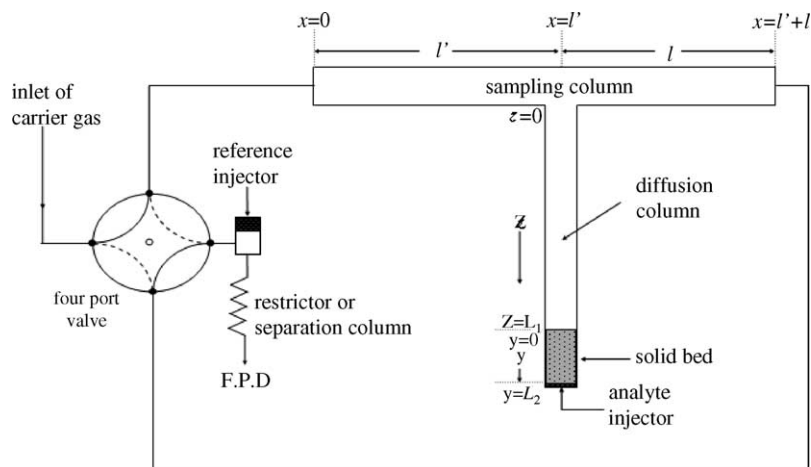 x=0
x=l'
x=l'+l
l'
l
sampling column
z=0
inlet of
carrier gas
reference
injector
diffusion
column
Z
four port
valve
restrictor or
separation column
F.P.D
Z=L₁
y=0
y
solid bed
y=L₂
analyte
injector